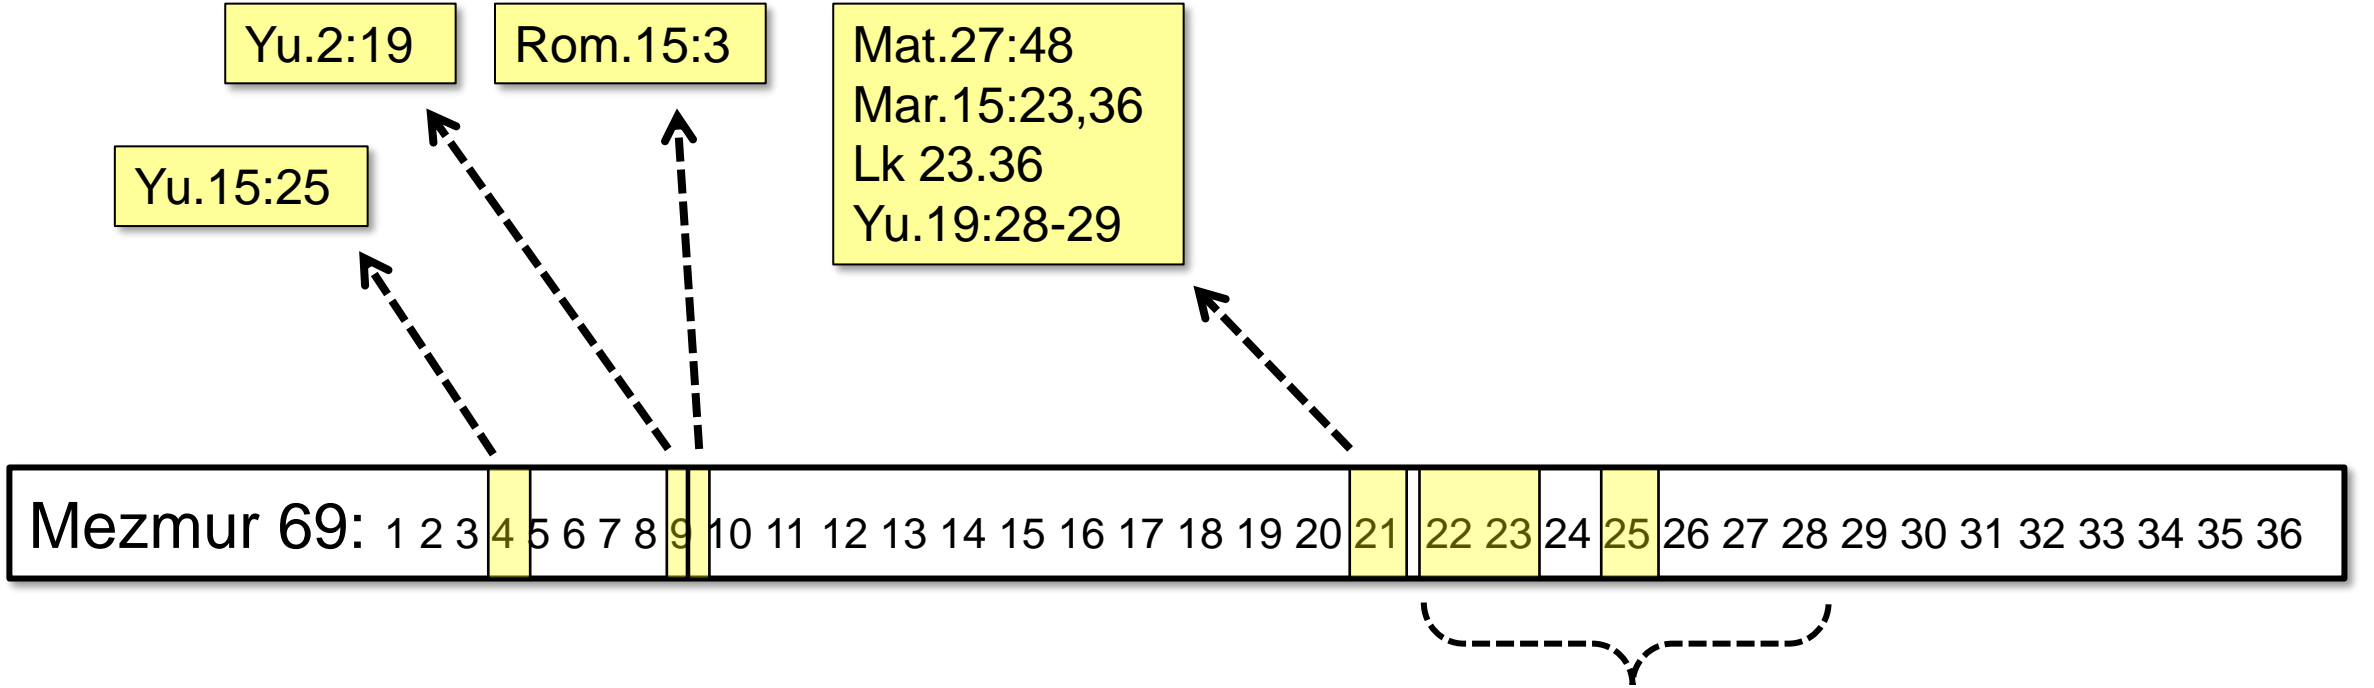 Yu.2:19
Rom.15:3
Mat.27:48
Mar.15:23,36
Lk 23.36
Yu.19:28-29
Yu.15:25
Mezmur 69: 1 2 3 4 5 6 7 8 9 10 11 12 13 14 15 16 17 18 19 20 21 22 23 24 25 26 27 28 29 30 31 32 33 34 35 36